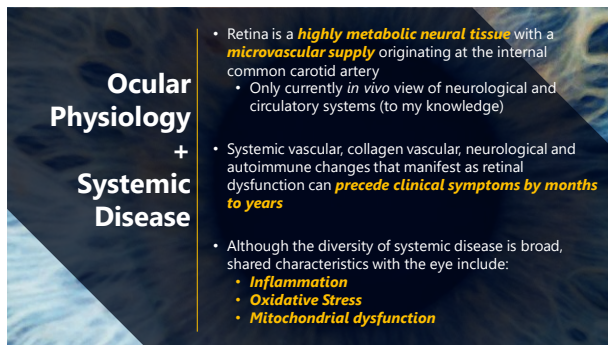 Ocular
Physiology
+
Systemic
Disease
• Retina is a highly metabolic neural tissue with a
microvascular supply originating at the internal
common carotid artery
• Only currently in vivo view of neurological and
circulatory systems (to my knowledge)
• Systemic vascular, collagen vascular, neurological and
autoimmune changes that manifest as retinal
dysfunction can precede clinical symptoms by months
to years
• Although the diversity of systemic disease is broad,
shared characteristics with the eye include:
• Inflammation
• Oxidative Stress
• Mitochondrial dysfunction